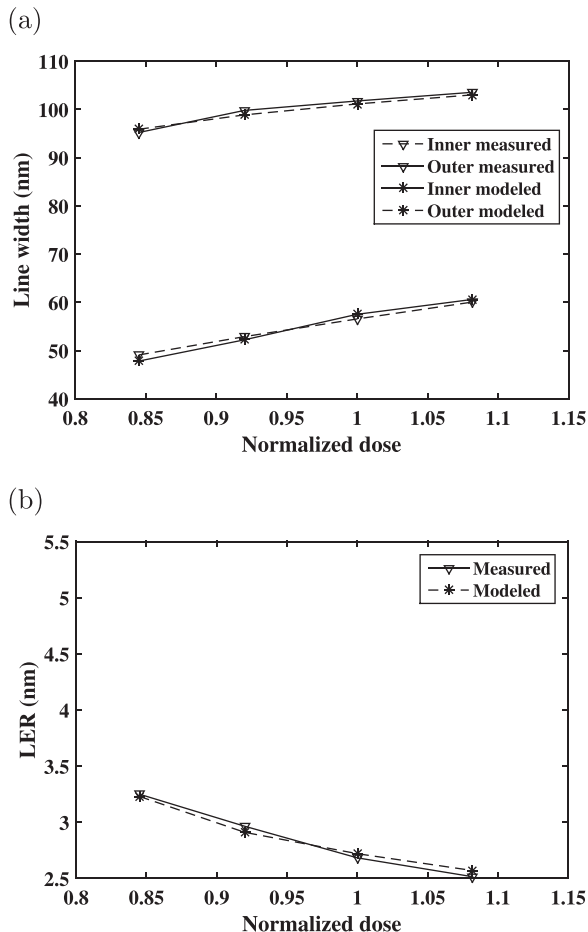 (a)
110
100
90
80
70
60
50
40
Line width (nm)
Inner measured
Outer measured
Inner modeled
Outer modeled
0.8 0.85 0.9 0.95 1 1.05 1.1 1.15
Normalized dose
(b)
5.5
5
4.5
4
3.5
3
2.5
LER (nm)
Measured
Modeled
0.8 0.85 0.9 0.95 1 1.05 1.1 1.15
Normalized dose